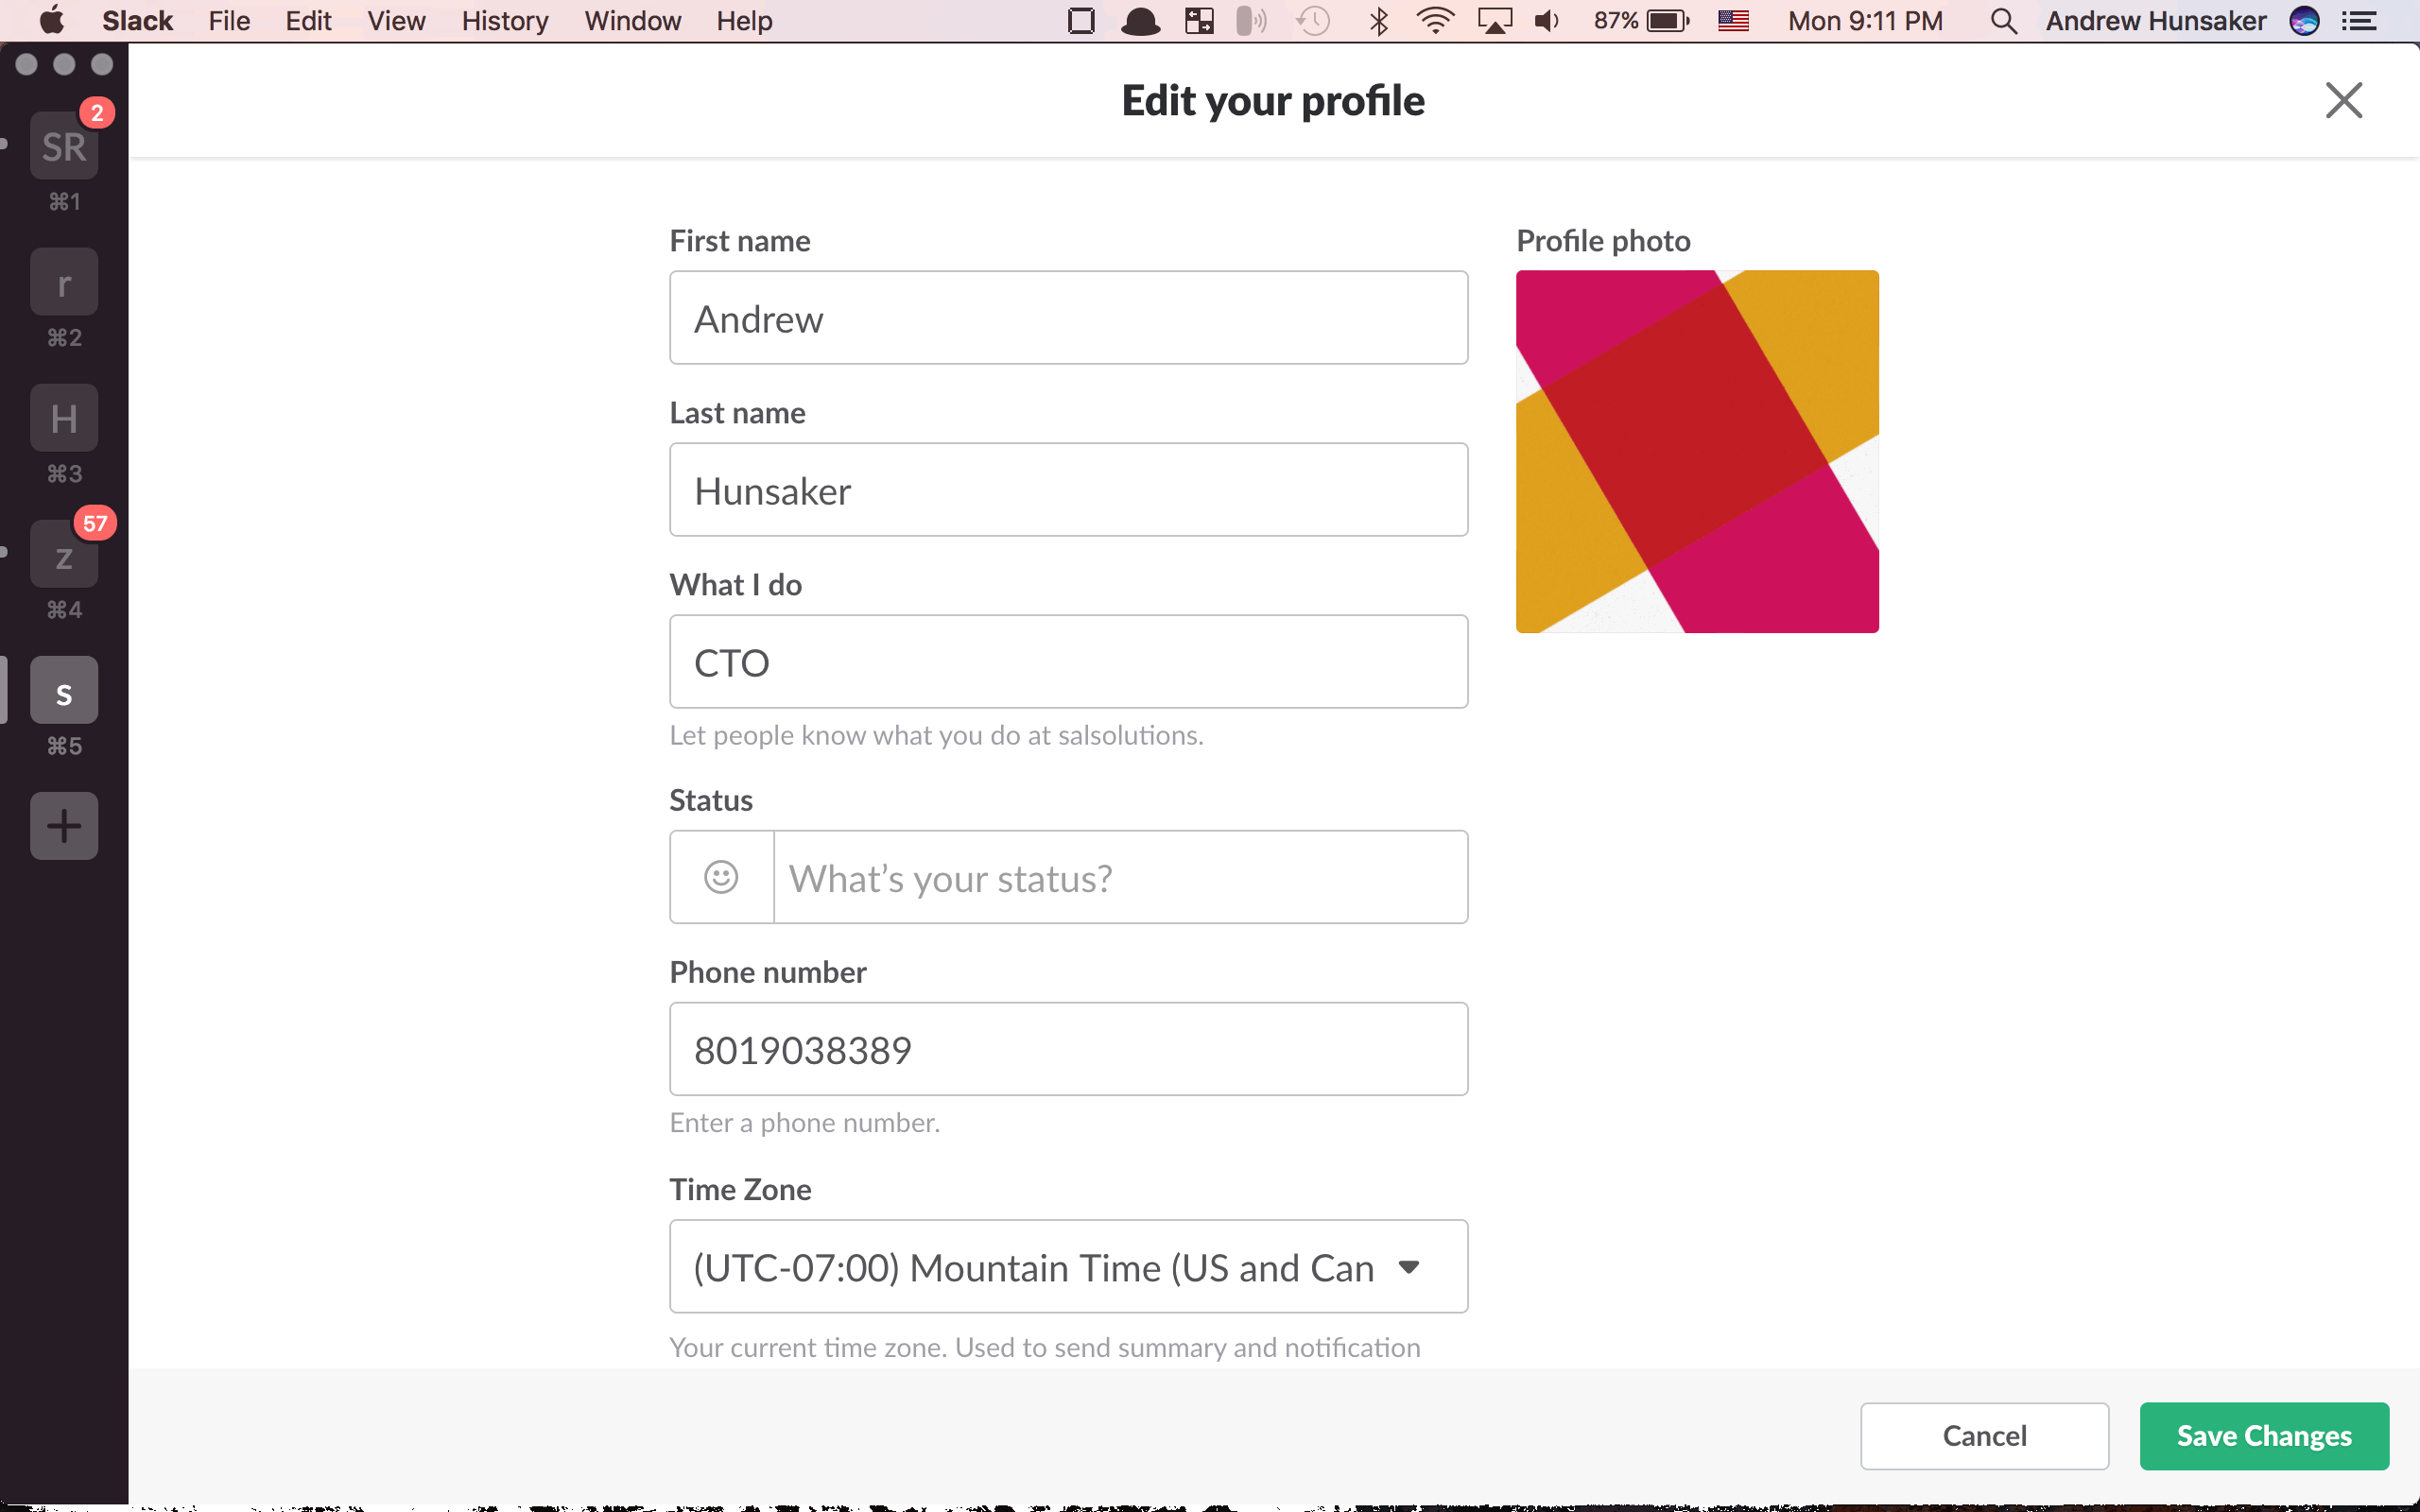 Slack File Edit View History Window Help 87% Mon 9:11 PM Andrew Hunsaker
Edit your profile
2
SR
⌘1
r
⌘2
H
⌘3
57
z
⌘4
s
⌘5
First name
Andrew
Last name
Hunsaker
What I do
CTO
Let people know what you do at salsolutions.
Status
What’s your status?
Phone number
8019038389
Enter a phone number.
Time Zone
(UTC-07:00) Mountain Time (US and Can
Your current time zone. Used to send summary and notification
Profile photo
Cancel
Save Changes